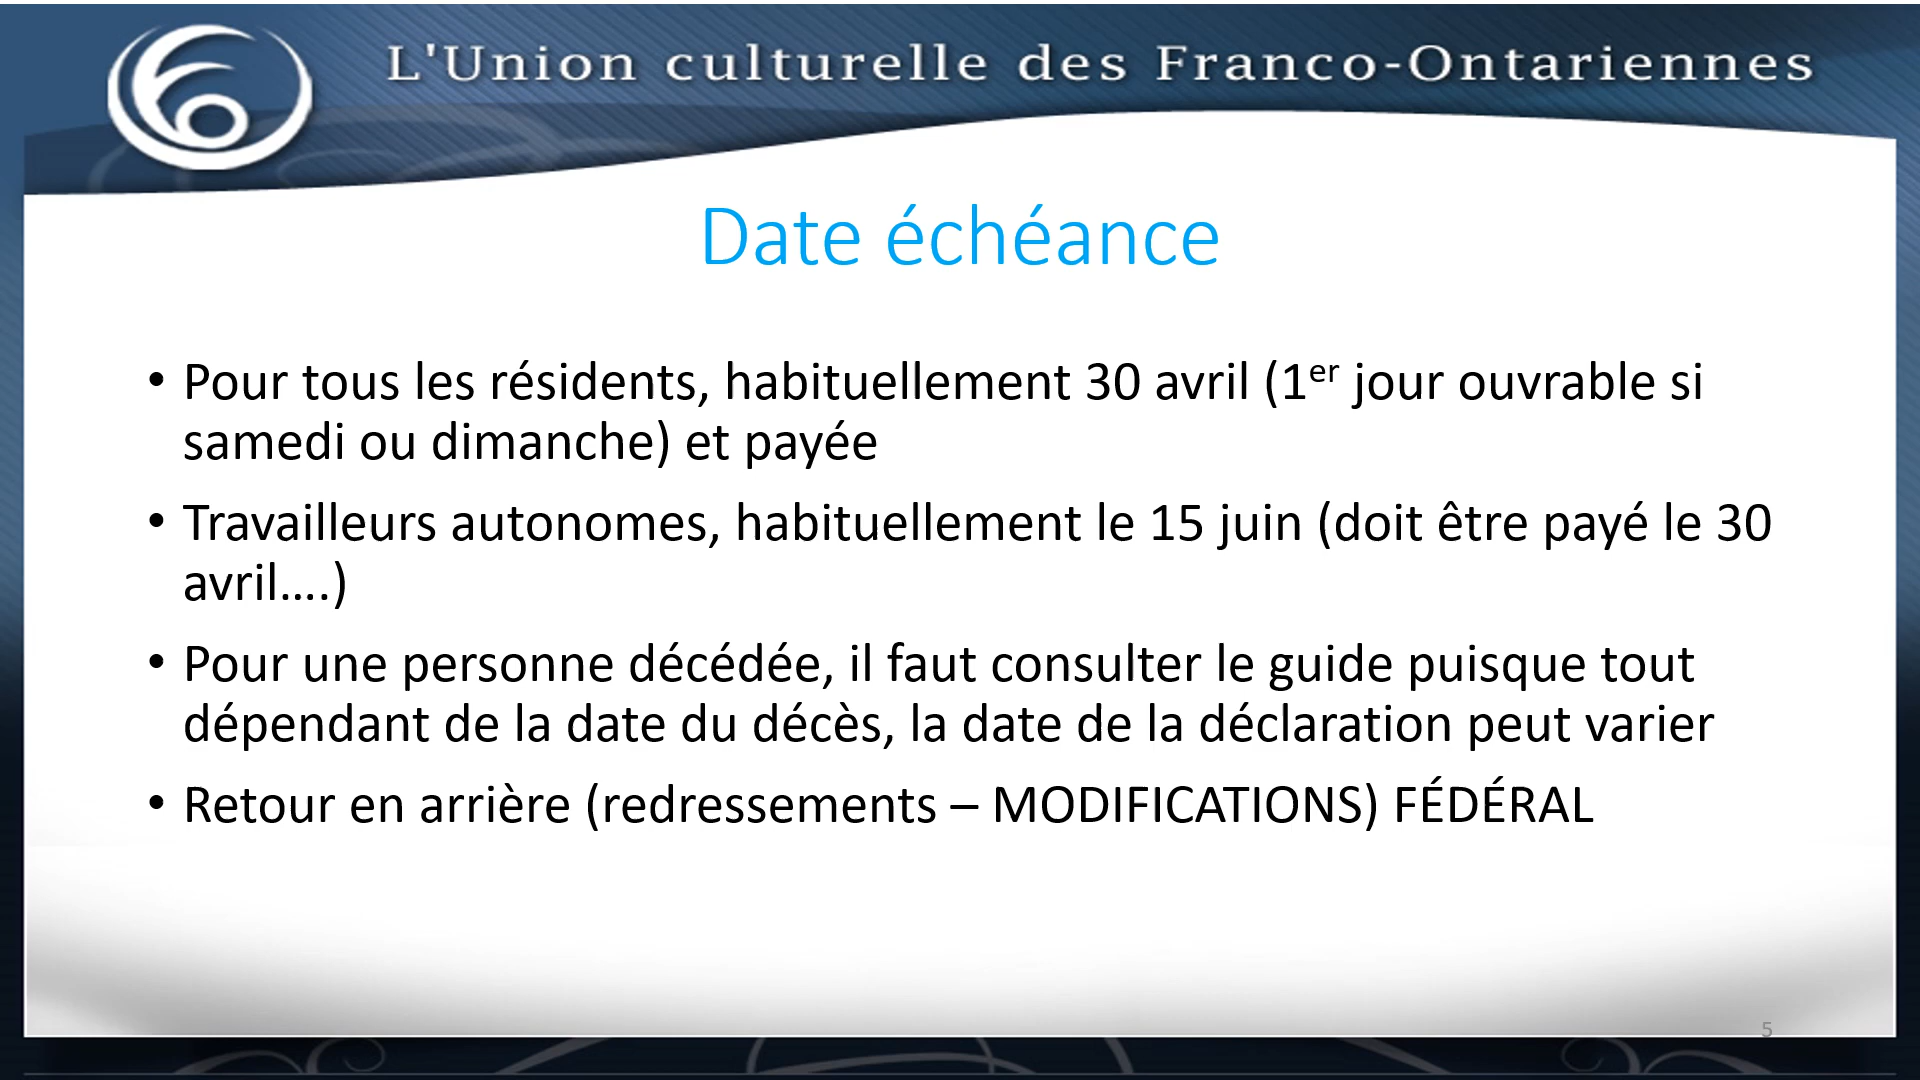 L'Union culturelle des Franco-Ontariennes
Date échéance
• Pour tous les résidents, habituellement 30 avril (1er jour ouvrable si
samedi ou dimanche) et payée
• Travailleurs autonomes, habituellement le 15 juin (doit être payé le 30
avril….)
• Pour une personne décédée, il faut consulter le guide puisque tout
dépendant de la date du décès, la date de la déclaration peut varier
• Retour en arrière (redressements – MODIFICATIONS) FÉDÉRAL
5